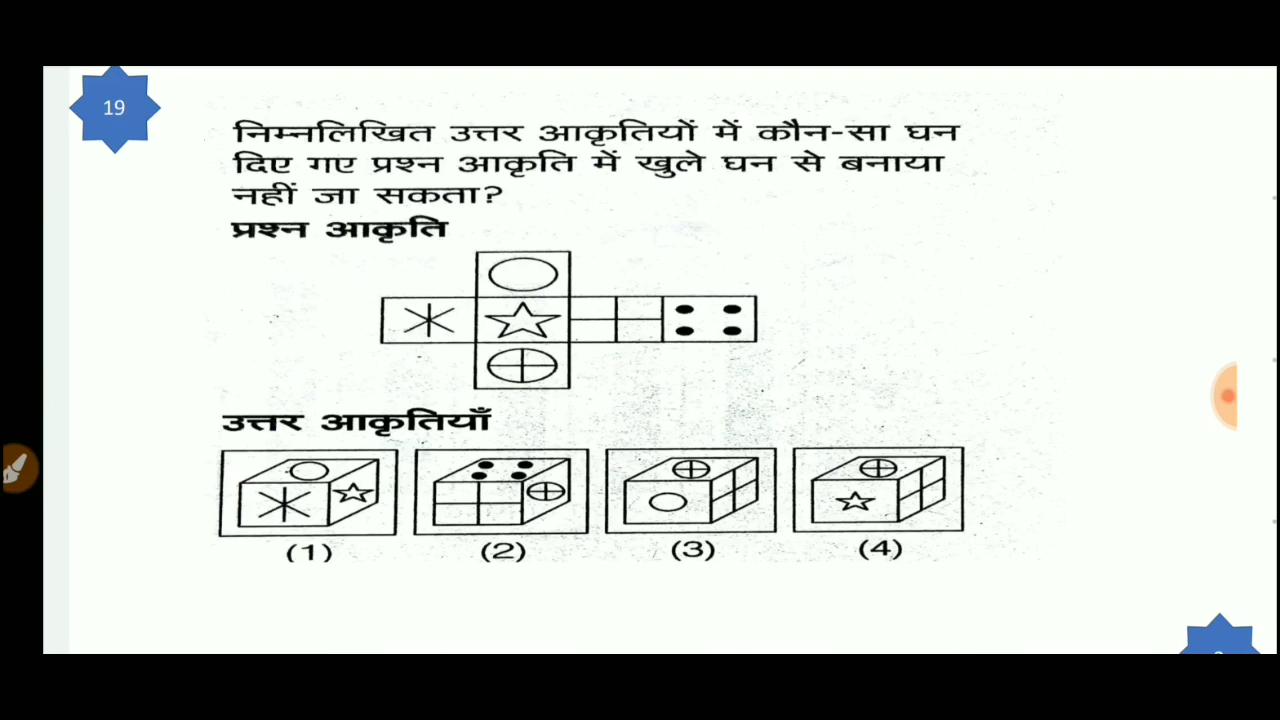 19
निम्नलिखित उत्तर आकृतियों में कौन-सा घन
दिए गए प्रश्न आकृति में खुले घन से बनाया
नहीं जा सकता?
प्रश्न आकृति
उत्तर आकृतियाँ
(1) (2) (3) (4)